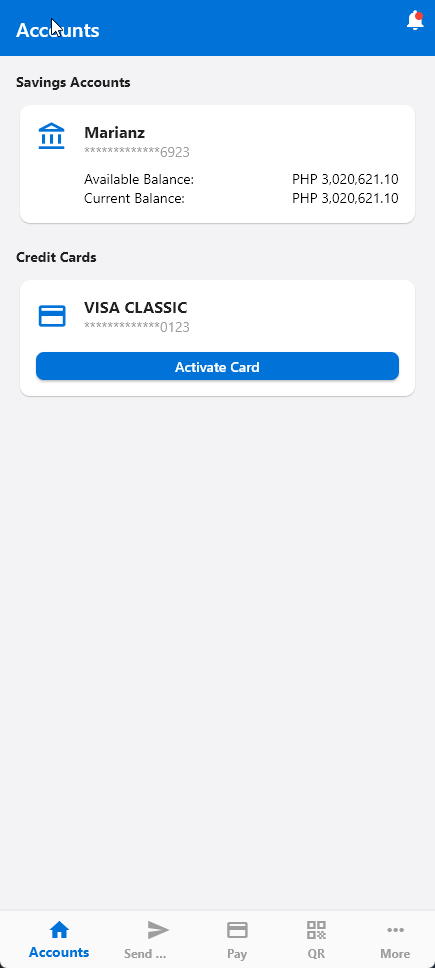 Accounts
Savings Accounts
Marianz
*************6923
Available Balance: PHP 3,020,621.10
Current Balance: PHP 3,020,621.10
Credit Cards
VISA CLASSIC
*************0123
Activate Card
Accounts Send ... Pay QR More